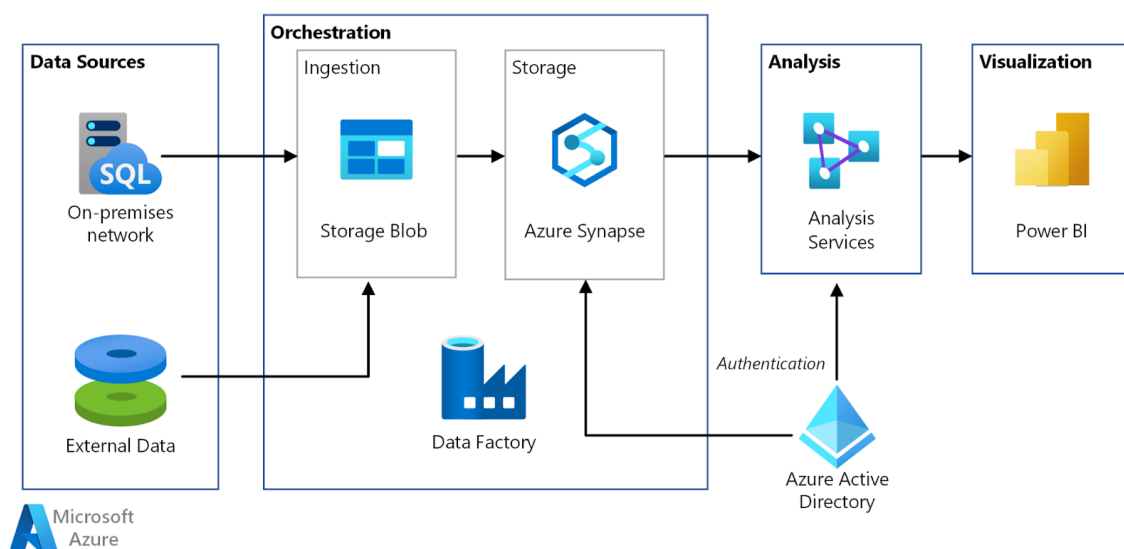 Orchestration
Data Sources
Ingestion
Storage
Analysis
Visualization
SQL
On-premises
network
Storage Blob
Azure Synapse
Analysis
Services
Power BI
Authentication
External Data
Data Factory
Azure Active
Directory
Microsoft
Azure